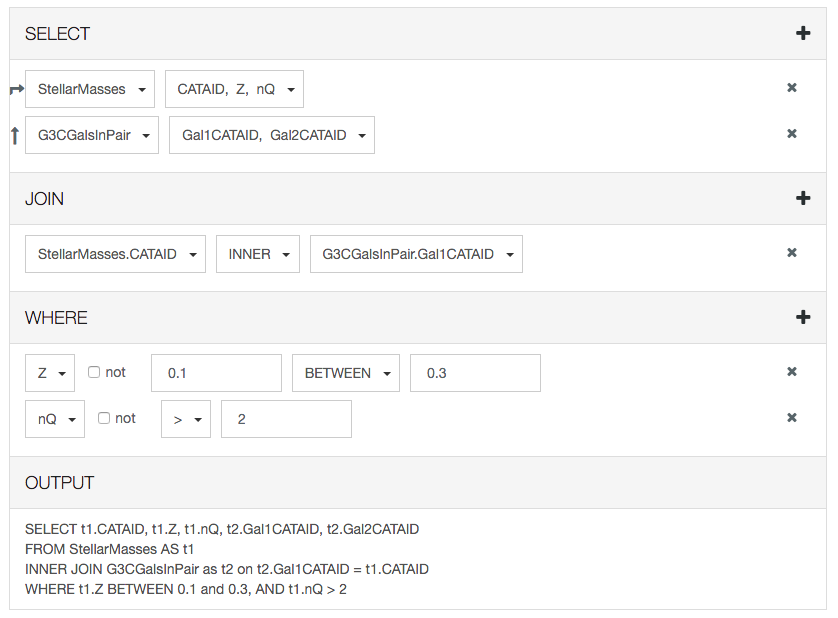 SELECT
StellarMasses CATAID, Z, nQ
G3CGalsInPair Gal1CATAID, Gal2CATAID
JOIN
StellarMasses.CATAID INNER G3CGalsInPair.Gal1CATAID
WHERE
Z not 0.1 BETWEEN 0.3
nQ not > 2
OUTPUT
SELECT t1.CATAID, t1.Z, t1.nQ, t2.Gal1CATAID, t2.Gal2CATAID
FROM StellarMasses AS t1
INNER JOIN G3CGalsInPair as t2 on t2.Gal1CATAID = t1.CATAID
WHERE t1.Z BETWEEN 0.1 and 0.3, AND t1.nQ > 2